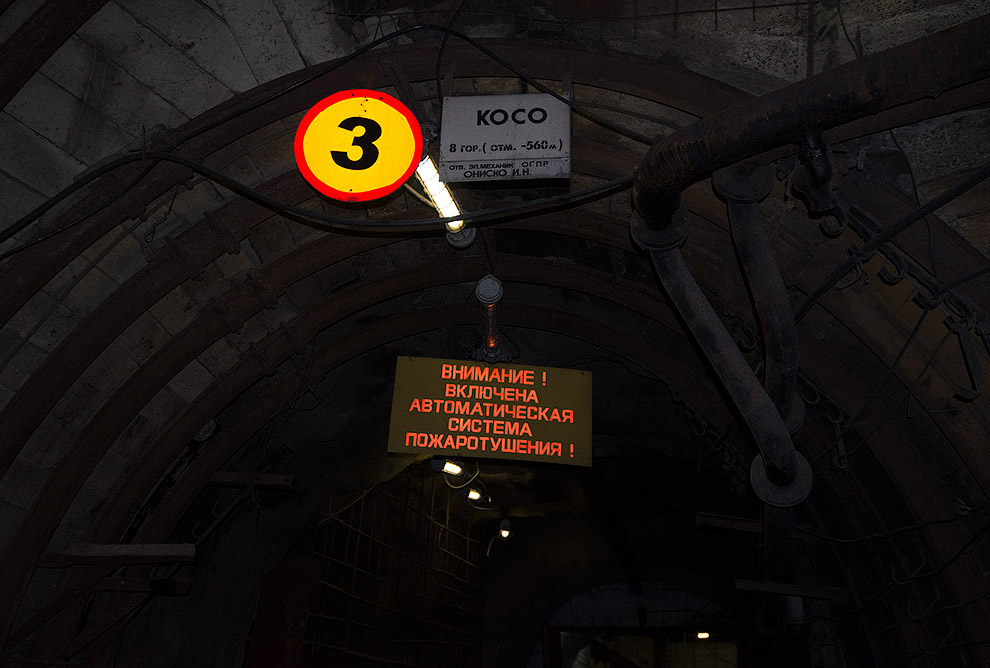 3
КОСО
8 ГОР. ( ОТМ. -560м )
ОТВ. ЭЛ.МЕХАНИК ОГПР
ОНИСКО И.Н.
ВНИМАНИЕ !
ВКЛЮЧЕНА
АВТОМАТИЧЕСКАЯ
СИСТЕМА
ПОЖАРОТУШЕНИЯ !